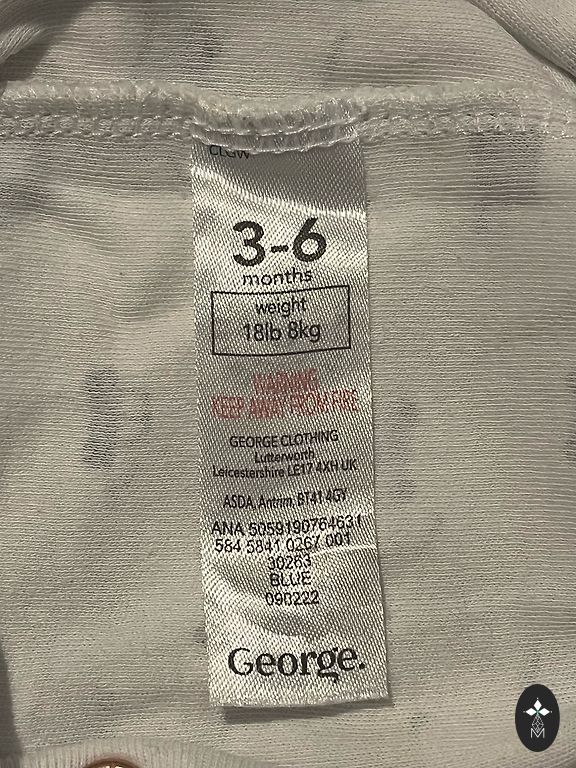 CLGW
3-6
months
weight
18lb 8kg
WARNING
KEEP AWAY FROM FIRE
GEORGE CLOTHING
Lutterworth
Leicestershire LE17 4XH UK
ASDA, Antrim, BT41 4GY
ANA 5059190764631
584 5841 0267 001
30263
BLUE
090222
George.
M